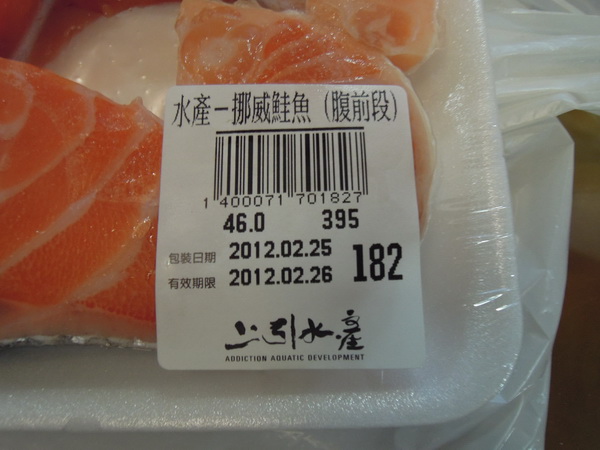 水產－挪威鮭魚（腹前段）
1 400071 701827
46.0 395
包裝日期 2012.02.25
有效期限 2012.02.26 182
上引水產
ADDICTION AQUATIC DEVELOPMENT